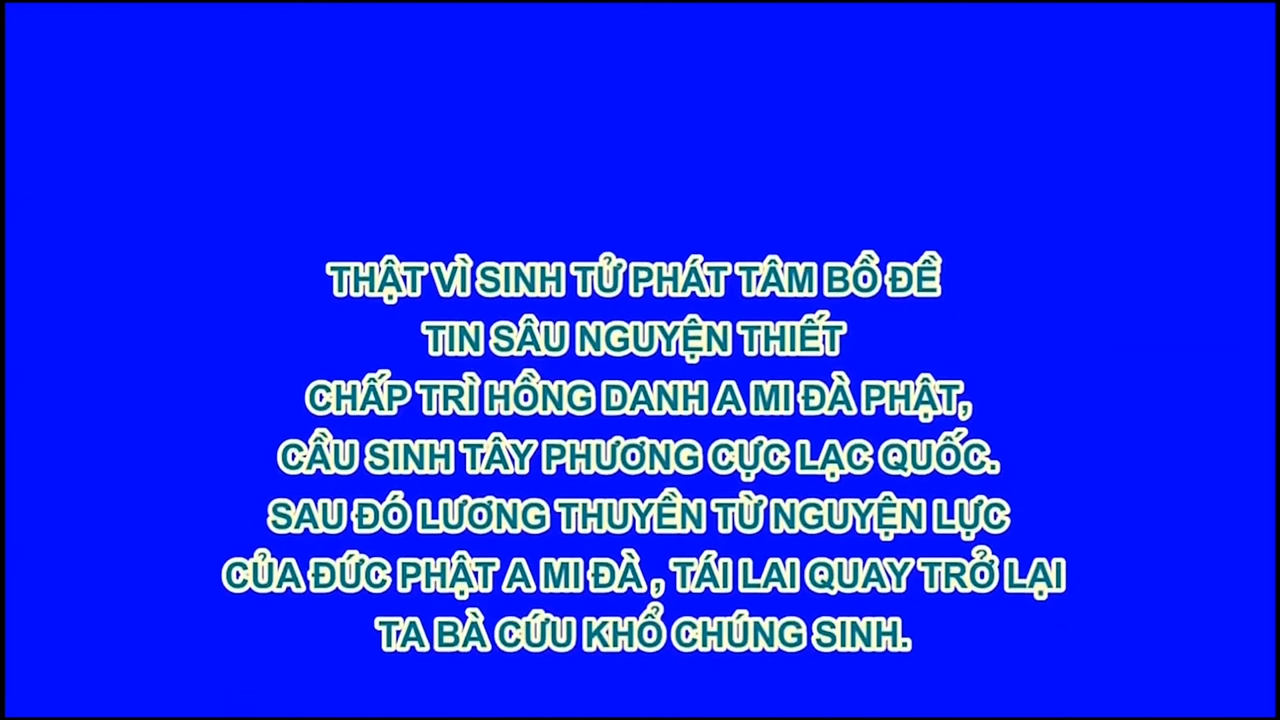 THẬT VÌ SINH TỬ PHÁT TÂM BỒ ĐỀ
TIN SÂU NGUYỆN THIẾT
CHẤP TRÌ HỒNG DANH A MI ĐÀ PHẬT,
CẦU SINH TÂY PHƯƠNG CỰC LẠC QUỐC.
SAU ĐÓ LƯƠNG THUYỀN TỪ NGUYỆN LỰC
CỦA ĐỨC PHẬT A MI ĐÀ , TÁI LAI QUAY TRỞ LẠI
TA BÀ CỨU KHỔ CHÚNG SINH.